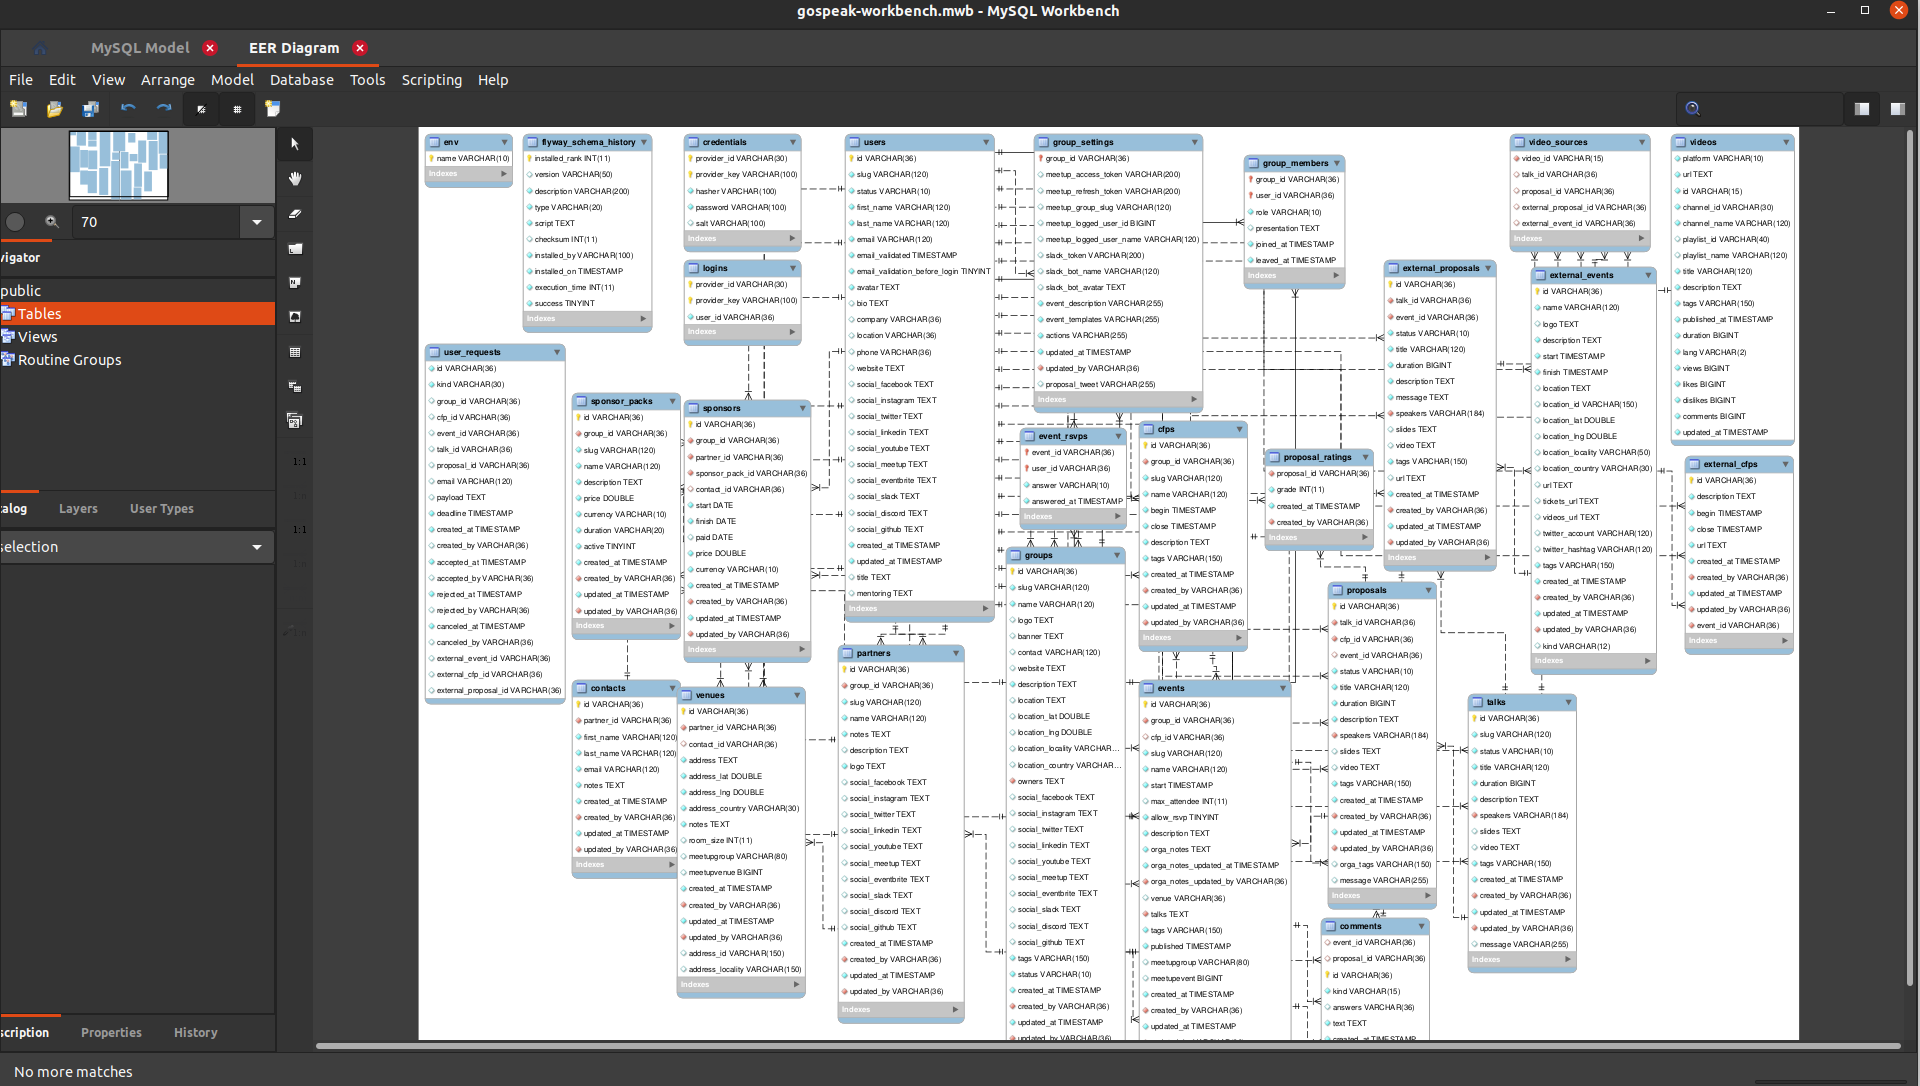 gospeak-workbench.mwb - MySQL Workbench
MySQL Model
EER Diagram
File Edit View Arrange Model Database Tools Scripting Help
70
vigator
public
Tables
Views
Routine Groups
alog Layers User Types
selection
scription Properties History
No more matches
1:1
1:1
env
name VARCHAR(10)
Indexes
flyway_schema_history
installed_rank INT(11)
version VARCHAR(50)
description VARCHAR(200)
type VARCHAR(20)
script TEXT
checksum INT(11)
installed_by VARCHAR(100)
installed_on TIMESTAMP
execution_time INT(11)
success TINYINT
Indexes
credentials
provider_id VARCHAR(30)
provider_key VARCHAR(100)
hasher VARCHAR(100)
password VARCHAR(100)
salt VARCHAR(100)
Indexes
logins
provider_id VARCHAR(30)
provider_key VARCHAR(100)
user_id VARCHAR(36)
Indexes
users
id VARCHAR(36)
slug VARCHAR(120)
status VARCHAR(10)
first_name VARCHAR(120)
last_name VARCHAR(120)
email VARCHAR(120)
email_validated TIMESTAMP
email_validation_before_login TINYINT
avatar TEXT
bio TEXT
company VARCHAR(36)
location VARCHAR(36)
phone VARCHAR(36)
website TEXT
social_facebook TEXT
social_instagram TEXT
social_twitter TEXT
social_linkedin TEXT
social_youtube TEXT
social_meetup TEXT
social_eventbrite TEXT
social_slack TEXT
social_discord TEXT
social_github TEXT
created_at TIMESTAMP
updated_at TIMESTAMP
title TEXT
mentoring TEXT
Indexes
group_settings
group_id VARCHAR(36)
meetup_access_token VARCHAR(200)
meetup_refresh_token VARCHAR(200)
meetup_group_slug VARCHAR(120)
meetup_logged_user_id BIGINT
meetup_logged_user_name VARCHAR(120)
slack_token VARCHAR(200)
slack_bot_name VARCHAR(120)
slack_bot_avatar TEXT
event_description VARCHAR(255)
event_templates VARCHAR(255)
actions VARCHAR(255)
updated_at TIMESTAMP
updated_by VARCHAR(36)
proposal_tweet VARCHAR(255)
Indexes
group_members
group_id VARCHAR(36)
user_id VARCHAR(36)
role VARCHAR(10)
presentation TEXT
joined_at TIMESTAMP
leaved_at TIMESTAMP
Indexes
video_sources
video_id VARCHAR(15)
talk_id VARCHAR(36)
proposal_id VARCHAR(36)
external_proposal_id VARCHAR(36)
external_event_id VARCHAR(36)
Indexes
videos
platform VARCHAR(10)
url TEXT
id VARCHAR(15)
channel_id VARCHAR(30)
channel_name VARCHAR(120)
playlist_id VARCHAR(40)
playlist_name VARCHAR(120)
title VARCHAR(120)
description TEXT
tags VARCHAR(150)
published_at TIMESTAMP
duration BIGINT
lang VARCHAR(2)
views BIGINT
likes BIGINT
dislikes BIGINT
comments BIGINT
updated_at TIMESTAMP
external_proposals
id VARCHAR(36)
talk_id VARCHAR(36)
event_id VARCHAR(36)
status VARCHAR(10)
title VARCHAR(120)
duration BIGINT
description TEXT
message TEXT
speakers VARCHAR(184)
slides TEXT
video TEXT
tags VARCHAR(150)
url TEXT
created_at TIMESTAMP
created_by VARCHAR(36)
updated_at TIMESTAMP
updated_by VARCHAR(36)
Indexes
external_events
id VARCHAR(36)
name VARCHAR(120)
logo TEXT
description TEXT
start TIMESTAMP
finish TIMESTAMP
location TEXT
location_id VARCHAR(150)
location_lat DOUBLE
location_lng DOUBLE
location_locality VARCHAR(50)
location_country VARCHAR(30)
url TEXT
tickets_url TEXT
videos_url TEXT
twitter_account VARCHAR(120)
twitter_hashtag VARCHAR(120)
tags VARCHAR(150)
created_at TIMESTAMP
created_by VARCHAR(36)
updated_at TIMESTAMP
updated_by VARCHAR(36)
kind VARCHAR(12)
Indexes
external_cfps
id VARCHAR(36)
description TEXT
begin TIMESTAMP
close TIMESTAMP
url TEXT
created_at TIMESTAMP
created_by VARCHAR(36)
updated_at TIMESTAMP
updated_by VARCHAR(36)
event_id VARCHAR(36)
Indexes
user_requests
id VARCHAR(36)
kind VARCHAR(30)
group_id VARCHAR(36)
cfp_id VARCHAR(36)
event_id VARCHAR(36)
talk_id VARCHAR(36)
proposal_id VARCHAR(36)
email VARCHAR(120)
payload TEXT
deadline TIMESTAMP
created_at TIMESTAMP
created_by VARCHAR(36)
accepted_at TIMESTAMP
accepted_by VARCHAR(36)
rejected_at TIMESTAMP
rejected_by VARCHAR(36)
canceled_at TIMESTAMP
canceled_by VARCHAR(36)
external_event_id VARCHAR(36)
external_cfp_id VARCHAR(36)
external_proposal_id VARCHAR(36)
sponsor_packs
id VARCHAR(36)
group_id VARCHAR(36)
slug VARCHAR(120)
name VARCHAR(120)
description TEXT
price DOUBLE
currency VARCHAR(10)
duration VARCHAR(20)
active TINYINT
created_at TIMESTAMP
created_by VARCHAR(36)
updated_at TIMESTAMP
updated_by VARCHAR(36)
Indexes
sponsors
id VARCHAR(36)
group_id VARCHAR(36)
partner_id VARCHAR(36)
sponsor_pack_id VARCHAR(36)
contact_id VARCHAR(36)
start DATE
finish DATE
paid DATE
price DOUBLE
currency VARCHAR(10)
created_at TIMESTAMP
created_by VARCHAR(36)
updated_at TIMESTAMP
updated_by VARCHAR(36)
Indexes
event_rsvps
event_id VARCHAR(36)
user_id VARCHAR(36)
answer VARCHAR(10)
answered_at TIMESTAMP
Indexes
cfps
id VARCHAR(36)
group_id VARCHAR(36)
slug VARCHAR(120)
name VARCHAR(120)
begin TIMESTAMP
close TIMESTAMP
description TEXT
tags VARCHAR(150)
created_at TIMESTAMP
created_by VARCHAR(36)
updated_at TIMESTAMP
updated_by VARCHAR(36)
Indexes
proposal_ratings
proposal_id VARCHAR(36)
grade INT(11)
created_at TIMESTAMP
created_by VARCHAR(36)
Indexes
groups
id VARCHAR(36)
slug VARCHAR(120)
name VARCHAR(120)
logo TEXT
banner TEXT
contact VARCHAR(120)
website TEXT
description TEXT
location TEXT
location_lat DOUBLE
location_lng DOUBLE
location_locality VARCHAR...
location_country VARCHAR...
owners TEXT
social_facebook TEXT
social_instagram TEXT
social_twitter TEXT
social_linkedin TEXT
social_youtube TEXT
social_meetup TEXT
social_eventbrite TEXT
social_slack TEXT
social_discord TEXT
social_github TEXT
tags VARCHAR(150)
status VARCHAR(10)
created_at TIMESTAMP
created_by VARCHAR(36)
updated_at TIMESTAMP
updated_by VARCHAR(36)
proposals
id VARCHAR(36)
talk_id VARCHAR(36)
cfp_id VARCHAR(36)
event_id VARCHAR(36)
status VARCHAR(10)
title VARCHAR(120)
duration BIGINT
description TEXT
speakers VARCHAR(184)
slides TEXT
video TEXT
tags VARCHAR(150)
created_at TIMESTAMP
created_by VARCHAR(36)
updated_at TIMESTAMP
updated_by VARCHAR(36)
orga_tags VARCHAR(150)
message VARCHAR(255)
Indexes
contacts
id VARCHAR(36)
partner_id VARCHAR(36)
first_name VARCHAR(120)
last_name VARCHAR(120)
email VARCHAR(120)
notes TEXT
created_at TIMESTAMP
created_by VARCHAR(36)
updated_at TIMESTAMP
updated_by VARCHAR(36)
Indexes
venues
id VARCHAR(36)
partner_id VARCHAR(36)
contact_id VARCHAR(36)
address TEXT
address_lat DOUBLE
address_lng DOUBLE
address_country VARCHAR(30)
notes TEXT
room_size INT(11)
meetupgroup VARCHAR(80)
meetupvenue BIGINT
created_at TIMESTAMP
created_by VARCHAR(36)
updated_at TIMESTAMP
updated_by VARCHAR(36)
address_id VARCHAR(150)
address_locality VARCHAR(150)
Indexes
partners
id VARCHAR(36)
group_id VARCHAR(36)
slug VARCHAR(120)
name VARCHAR(120)
notes TEXT
description TEXT
logo TEXT
social_facebook TEXT
social_instagram TEXT
social_twitter TEXT
social_linkedin TEXT
social_youtube TEXT
social_meetup TEXT
social_eventbrite TEXT
social_slack TEXT
social_discord TEXT
social_github TEXT
created_at TIMESTAMP
created_by VARCHAR(36)
updated_at TIMESTAMP
updated_by VARCHAR(36)
Indexes
events
id VARCHAR(36)
group_id VARCHAR(36)
cfp_id VARCHAR(36)
slug VARCHAR(120)
name VARCHAR(120)
start TIMESTAMP
max_attendee INT(11)
allow_rsvp TINYINT
description TEXT
orga_notes TEXT
orga_notes_updated_at TIMESTAMP
orga_notes_updated_by VARCHAR(36)
venue VARCHAR(36)
talks TEXT
tags VARCHAR(150)
published TIMESTAMP
meetupgroup VARCHAR(80)
meetupevent BIGINT
created_at TIMESTAMP
created_by VARCHAR(36)
updated_at TIMESTAMP
talks
id VARCHAR(36)
slug VARCHAR(120)
status VARCHAR(10)
title VARCHAR(120)
duration BIGINT
description TEXT
speakers VARCHAR(184)
slides TEXT
video TEXT
tags VARCHAR(150)
created_at TIMESTAMP
created_by VARCHAR(36)
updated_at TIMESTAMP
updated_by VARCHAR(36)
message VARCHAR(255)
Indexes
comments
event_id VARCHAR(36)
proposal_id VARCHAR(36)
id VARCHAR(36)
kind VARCHAR(15)
answers VARCHAR(36)
text TEXT
created_at TIMESTAMP